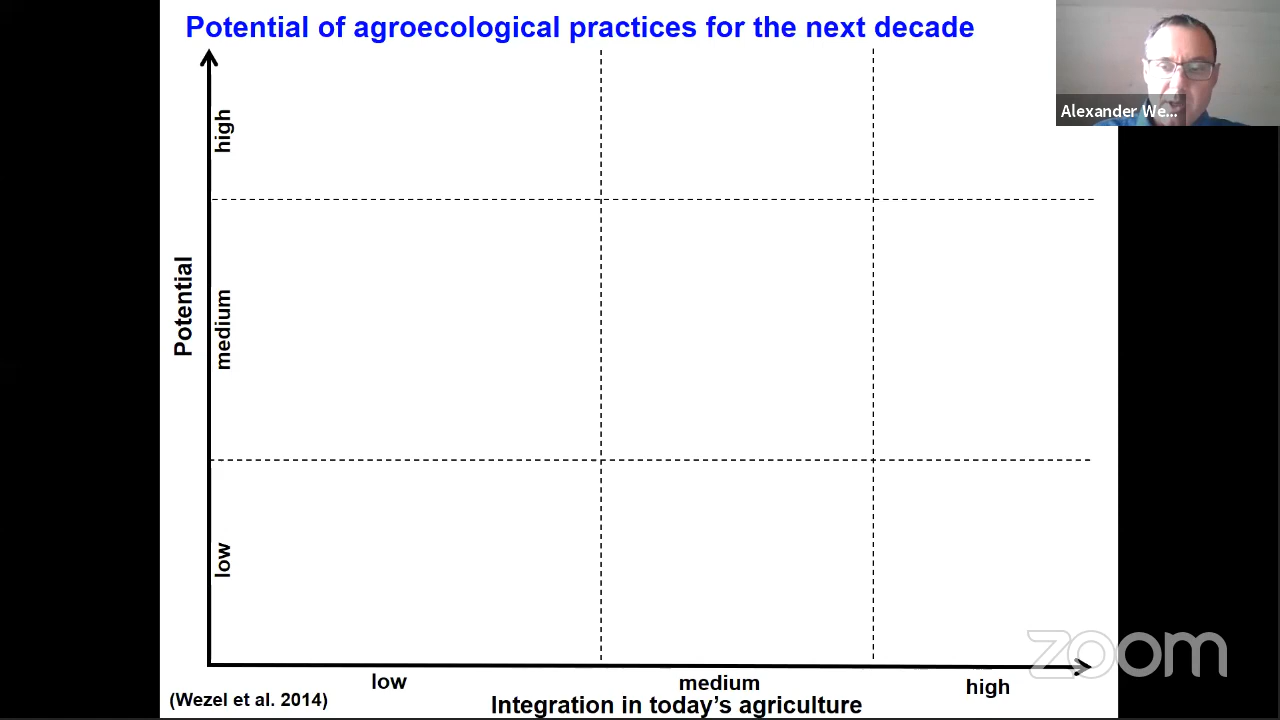 Potential of agroecological practices for the next decade
Alexander We...
high
Potential
medium
low
zoom
low
medium
high
(Wezel et al. 2014)
Integration in today’s agriculture